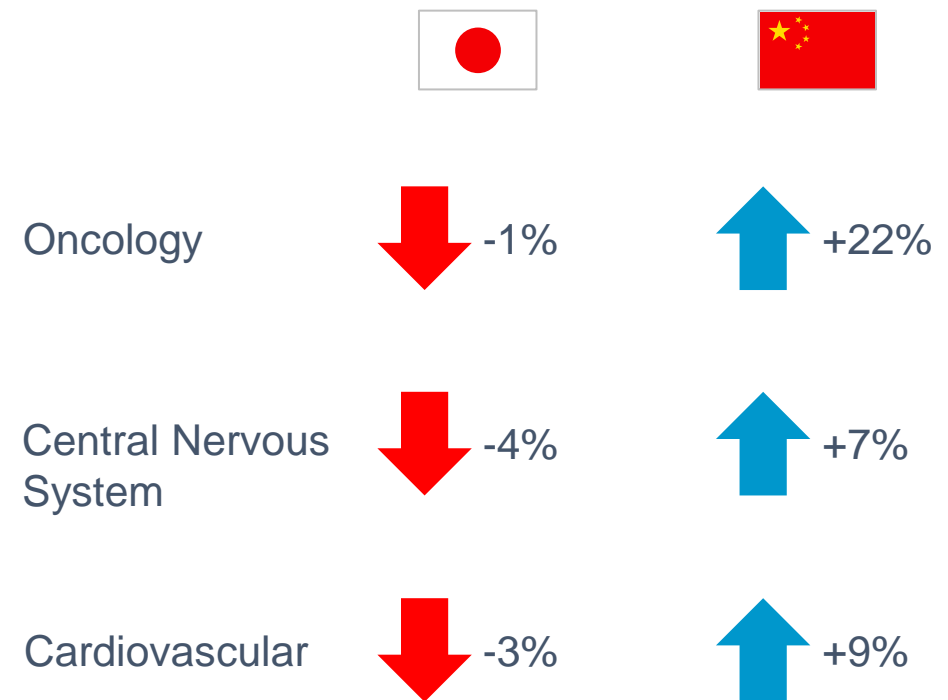 Oncology -1% +22%
Central Nervous -4% +7%
System
Cardiovascular -3% +9%